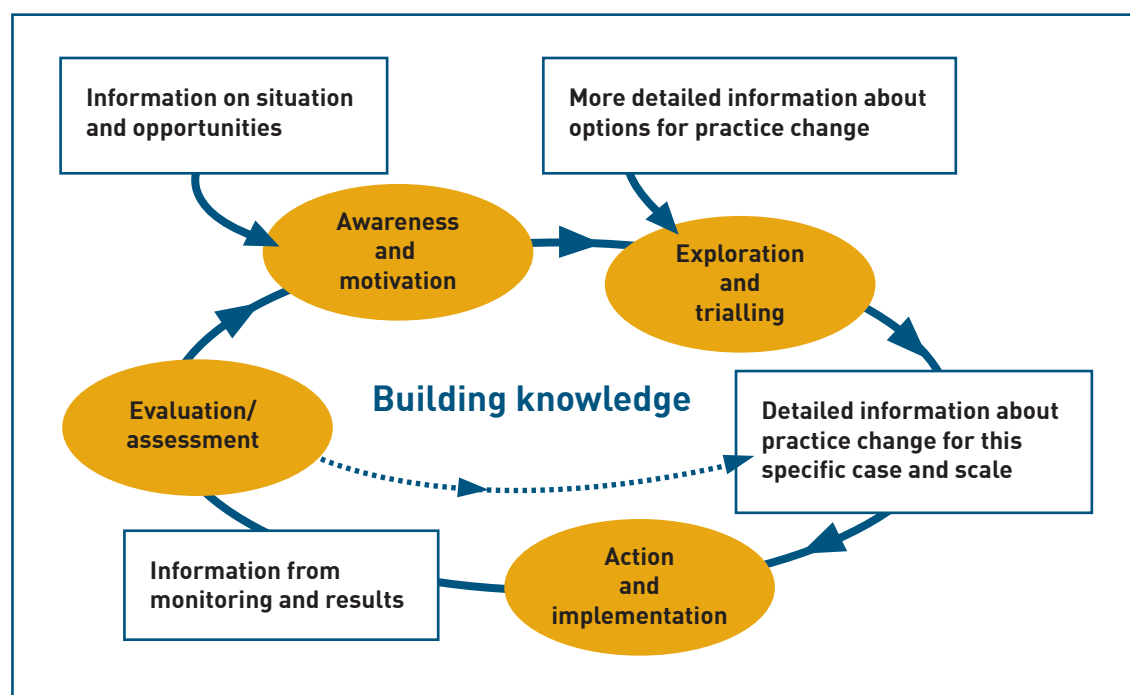 Information on situation
and opportunities
More detailed information about
options for practice change
Awareness
and
motivation
Exploration
and
trialling
Building knowledge
Evaluation/
assessment
Detailed information about
practice change for this
specific case and scale
Information from
monitoring and results
Action
and
implementation